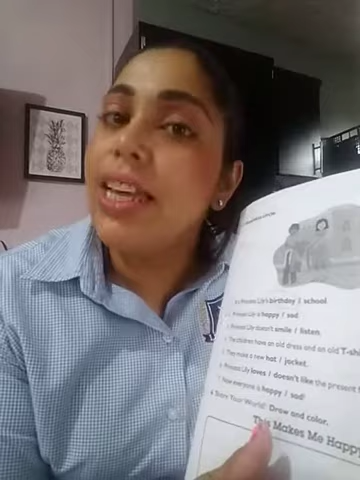 is Princess Lily's birthday / school.
Princess Lily is happy / sad
Princess Lily doesn't smile / listen.
The children have an old dress and an old T-shi
They make a new hat / jacket.
Princess Lily loves / doesn't like the present f
Now everyone is happy / sad!
Share Your World! Draw and color.
This Makes Me Happy